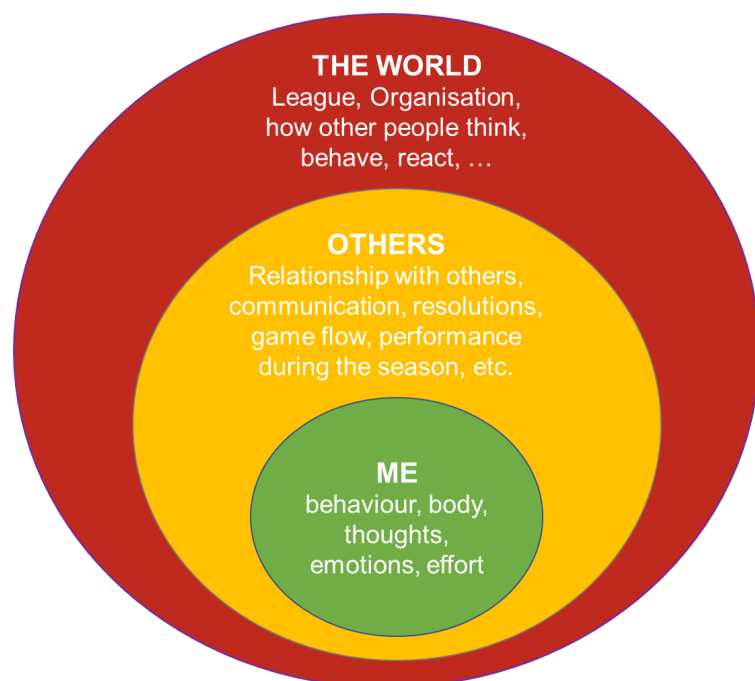 THE WORLD
League, Organisation,
how other people think,
behave, react, …
OTHERS
Relationship with others,
communication, resolutions,
game flow, performance
during the season, etc.
ME
behaviour, body,
thoughts,
emotions, effort